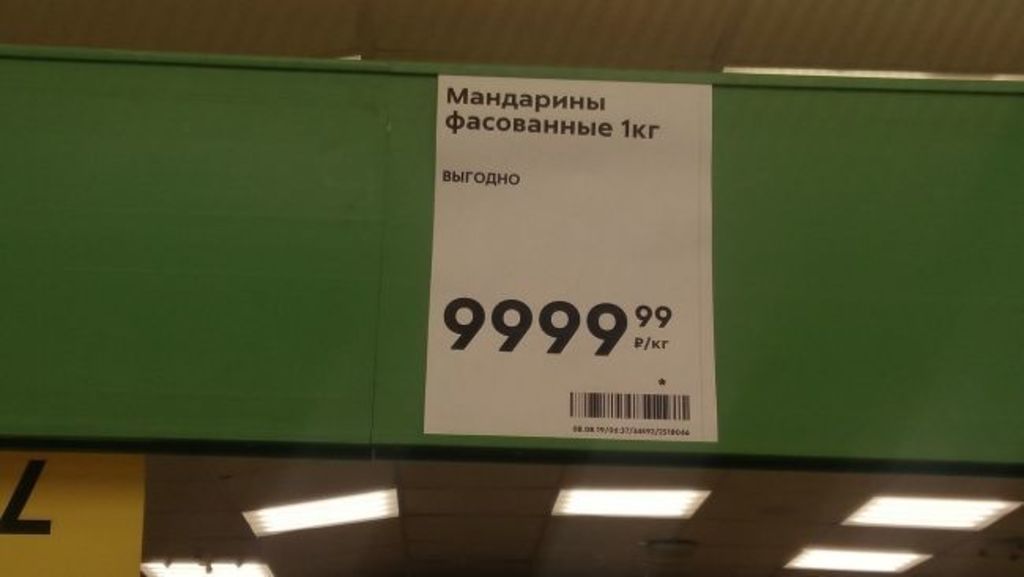 Мандарины
фасованные 1кг
ВЫГОДНО
9999 99
₽/кг
*